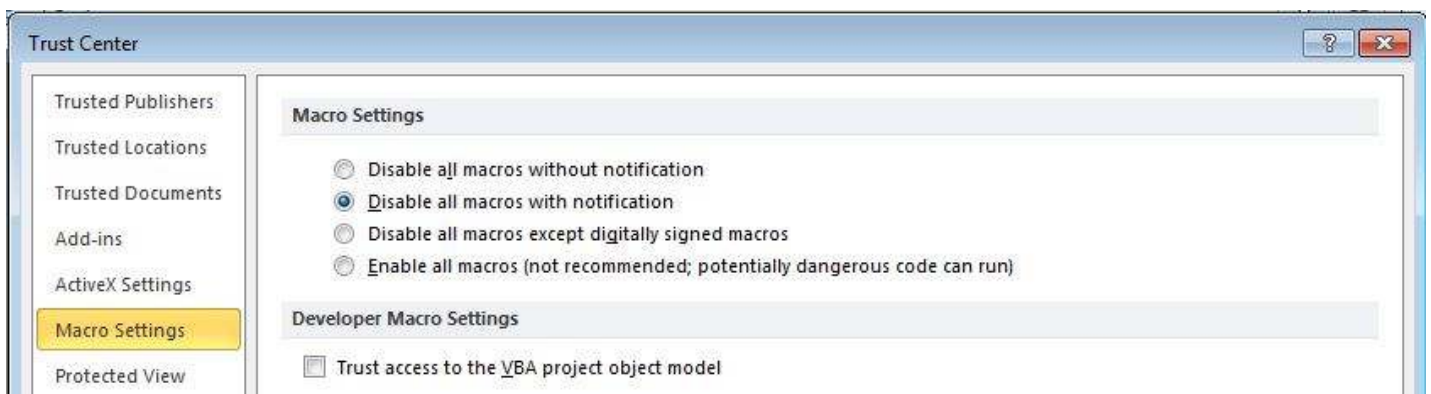 Trust Center
Trusted Publishers
Trusted Locations
Trusted Documents
Add-ins
ActiveX Settings
Macro Settings
Protected View
Macro Settings
Disable all macros without notification
Disable all macros with notification
Disable all macros except digitally signed macros
Enable all macros (not recommended; potentially dangerous code can run)
Developer Macro Settings
Trust access to the VBA project object model